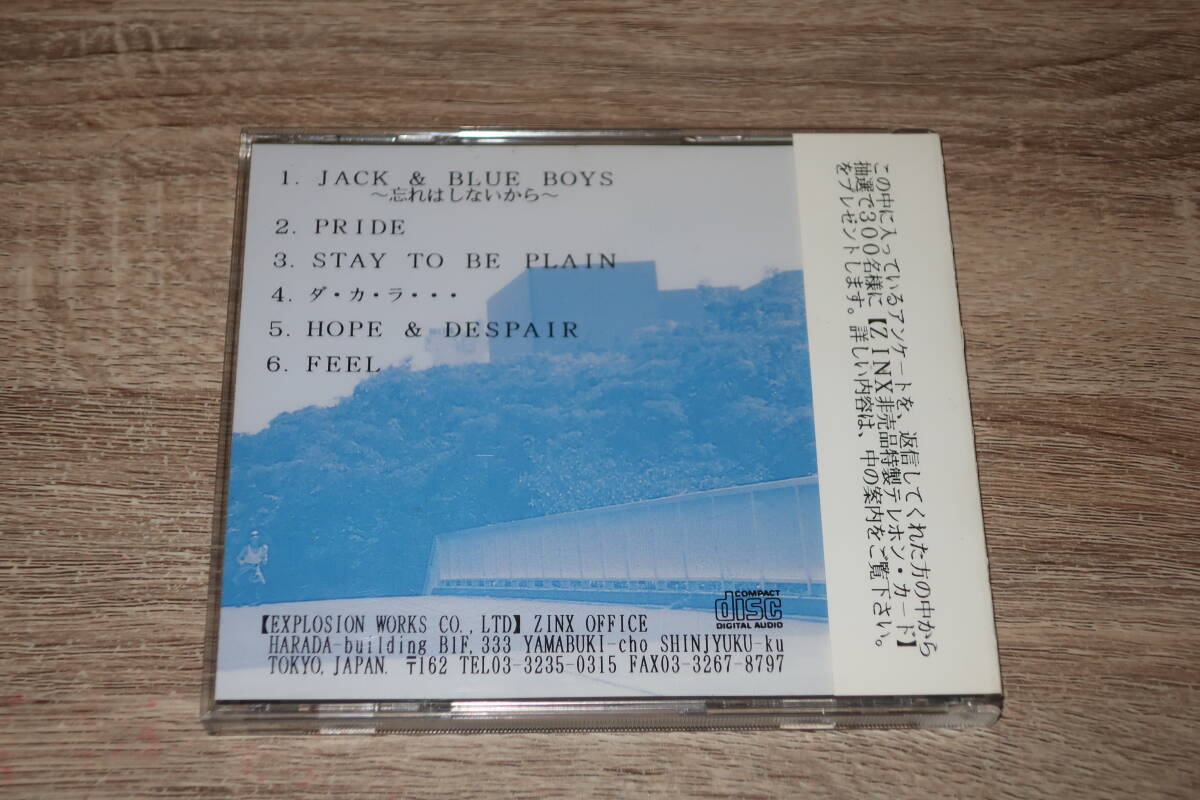 1. JACK & BLUE BOYS
～忘れはしないから～
2. PRIDE
3. STAY TO BE PLAIN
4. ダ・カ・ラ・・・
5. HOPE & DESPAIR
6. FEEL
【EXPLOSION WORKS CO., LTD】 ZINX OFFICE
HARADA-building B1F, 333 YAMABUKI-cho SHINJYUKU-ku
TOKYO, JAPAN. 〒162 TEL03-3235-0315 FAX03-3267-8797
COMPACT
disc
DIGITAL AUDIO
この中に入っているアンケートを、返信してくれた方の中から
抽選で300名様に【ZINX非売品特製テレホン・カード】
をプレゼントします。詳しい内容は、中の案内をご覧下さい。